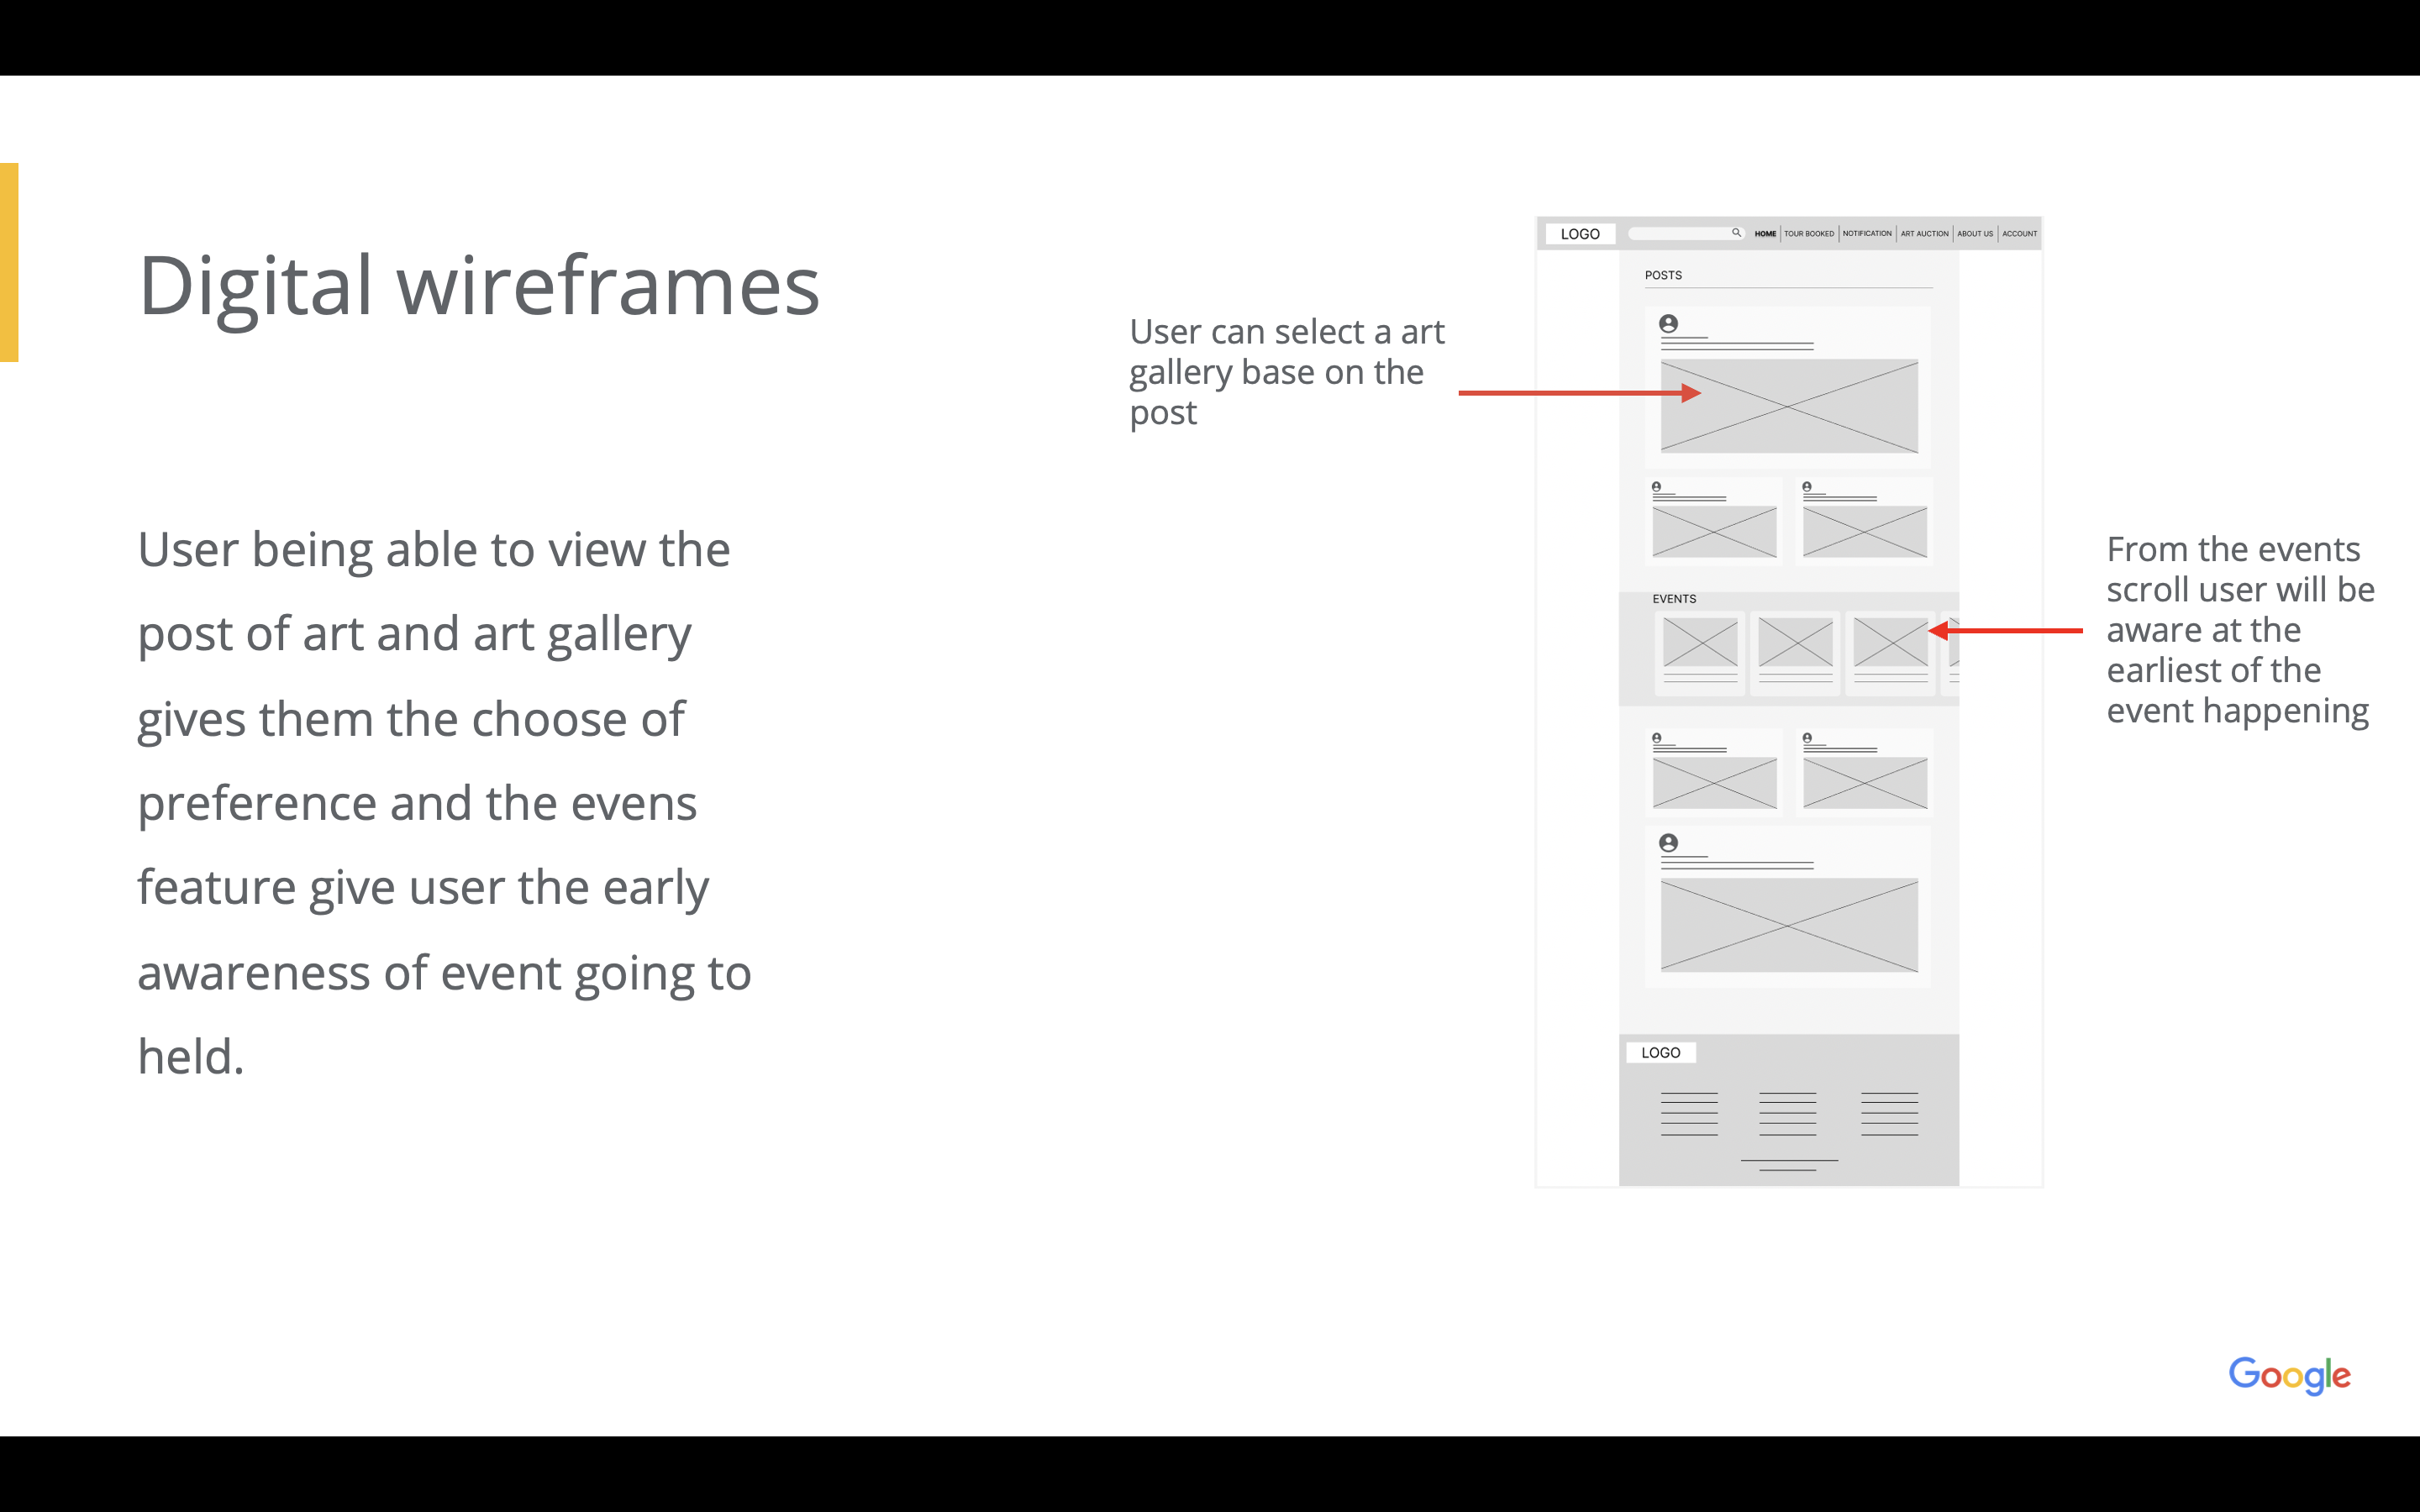 Digital wireframes
User being able to view the
post of art and art gallery
gives them the choose of
preference and the evens
feature give user the early
awareness of event going to
held.
User can select a art
gallery base on the
post
LOGO
HOME TOUR BOOKED NOTIFICATION ART AUCTION ABOUT US ACCOUNT
POSTS
EVENTS
LOGO
From the events
scroll user will be
aware at the
earliest of the
event happening
Google